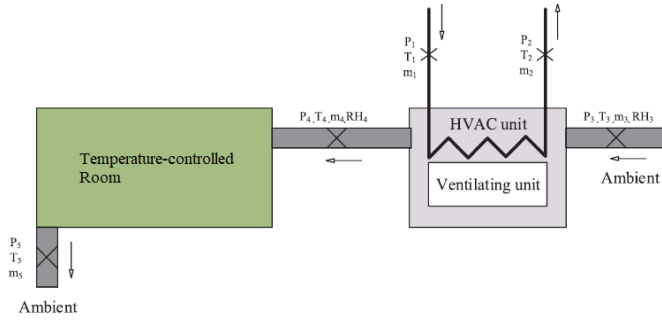 P1
T1
m1
P2
T2
m2
P4,T4,m4,RH4
HVAC unit
P3,T3,m3,RH3
Temperature-controlled
Room
Ventilating unit
Ambient
P5
T5
m5
Ambient